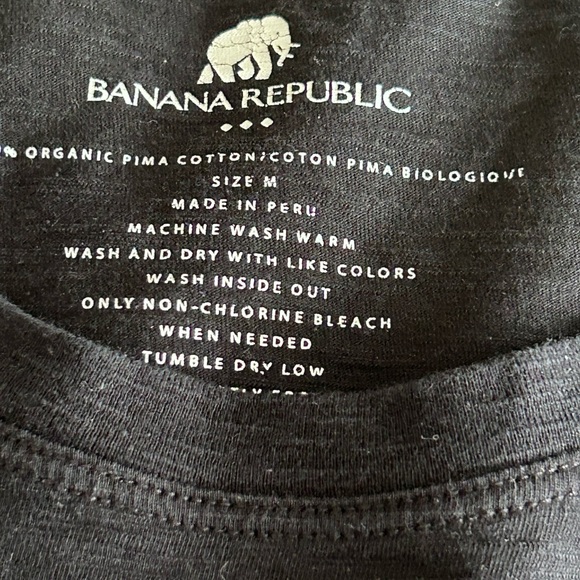 BANANA REPUBLIC
% ORGANIC PIMA COTTON/COTON PIMA BIOLOGIQUE
SIZE M
MADE IN PERU
MACHINE WASH WARM
WASH AND DRY WITH LIKE COLORS
WASH INSIDE OUT
ONLY NON-CHLORINE BLEACH
WHEN NEEDED
TUMBLE DRY LOW